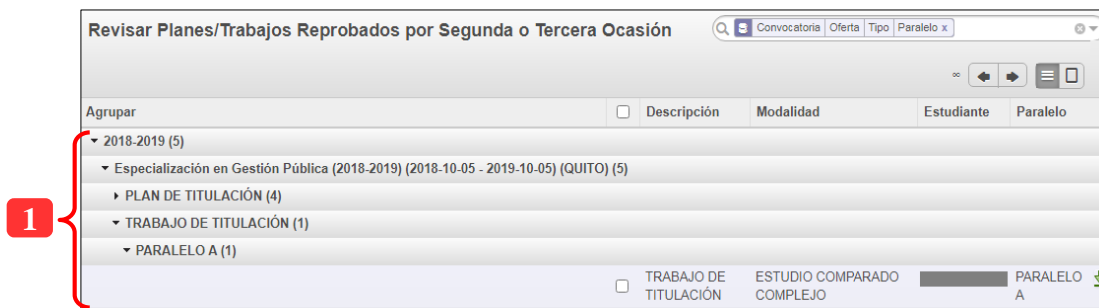 Revisar Planes/Trabajos Reprobados por Segunda o Tercera Ocasión
Convocatoria Oferta Tipo Paralelo x
Agrupar Descripción Modalidad Estudiante Paralelo
2018-2019 (5)
Especialización en Gestión Pública (2018-2019) (2018-10-05 - 2019-10-05) (QUITO) (5)
PLAN DE TITULACIÓN (4)
1
TRABAJO DE TITULACIÓN (1)
PARALELO A (1)
TRABAJO DE ESTUDIO COMPARADO PARALELO
TITULACIÓN COMPLEJO A